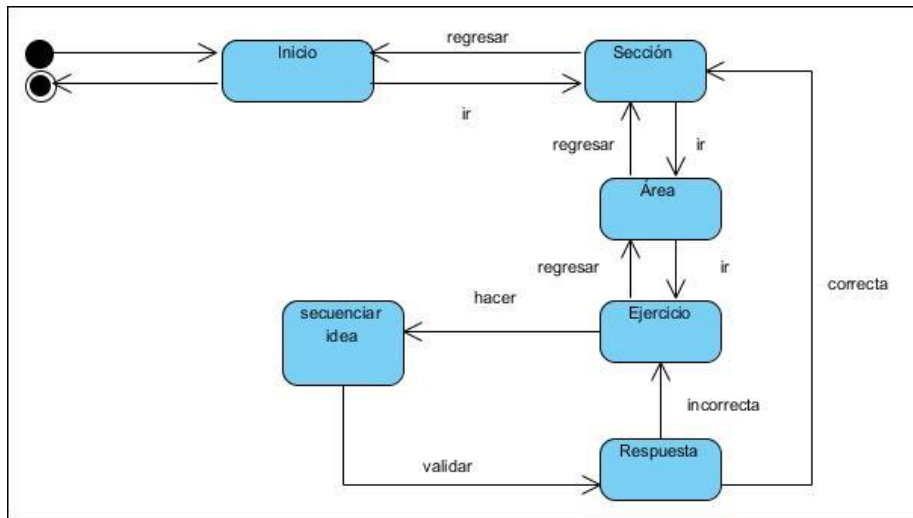 regresar
Inicio
Sección
ir
regresar
ir
Área
regresar
ir
correcta
hacer
secuenciar
idea
Ejercicio
incorrecta
Respuesta
validar